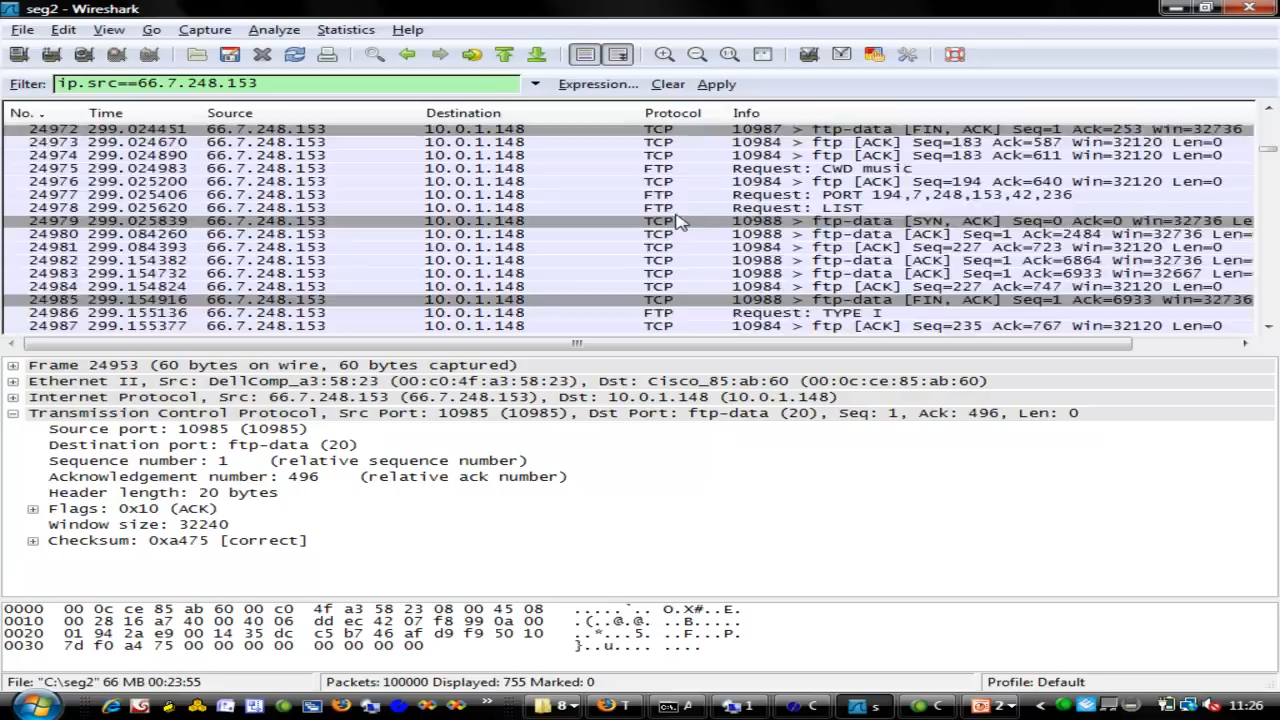 seg2 - Wireshark
File Edit View Go Capture Analyze Statistics Help
Filter: ip.src==66.7.248.153 Expression... Clear Apply
No. . Time Source Destination Protocol Info
24972 299.024451 66.7.248.153 10.0.1.148 TCP 10987 > ftp-data [FIN, ACK] Seq=1 Ack=253 Win=32736
24973 299.024670 66.7.248.153 10.0.1.148 TCP 10984 > ftp [ACK] Seq=183 Ack=587 Win=32120 Len=0
24974 299.024890 66.7.248.153 10.0.1.148 TCP 10984 > ftp [ACK] Seq=183 Ack=611 Win=32120 Len=0
24975 299.024983 66.7.248.153 10.0.1.148 FTP Request: CWD music
24976 299.025200 66.7.248.153 10.0.1.148 TCP 10984 > ftp [ACK] Seq=194 Ack=640 Win=32120 Len=0
24977 299.025406 66.7.248.153 10.0.1.148 FTP Request: PORT 194,7,248,153,42,236
24978 299.025620 66.7.248.153 10.0.1.148 FTP Request: LIST
24979 299.025839 66.7.248.153 10.0.1.148 TCP 10988 > ftp-data [SYN, ACK] Seq=0 Ack=0 Win=32736 Le
24980 299.084260 66.7.248.153 10.0.1.148 TCP 10988 > ftp-data [ACK] Seq=1 Ack=2484 Win=32736 Len=
24981 299.084393 66.7.248.153 10.0.1.148 TCP 10984 > ftp [ACK] Seq=227 Ack=723 Win=32120 Len=0
24982 299.154382 66.7.248.153 10.0.1.148 TCP 10988 > ftp-data [ACK] Seq=1 Ack=6864 Win=32736 Len=
24983 299.154732 66.7.248.153 10.0.1.148 TCP 10988 > ftp-data [ACK] Seq=1 Ack=6933 Win=32667 Len=
24984 299.154824 66.7.248.153 10.0.1.148 TCP 10984 > ftp [ACK] Seq=227 Ack=747 Win=32120 Len=0
24985 299.154916 66.7.248.153 10.0.1.148 TCP 10988 > ftp-data [FIN, ACK] Seq=1 Ack=6933 Win=32736
24986 299.155136 66.7.248.153 10.0.1.148 FTP Request: TYPE I
24987 299.155377 66.7.248.153 10.0.1.148 TCP 10984 > ftp [ACK] Seq=235 Ack=767 Win=32120 Len=0
Frame 24953 (60 bytes on wire, 60 bytes captured)
Ethernet II, Src: DellComp_a3:58:23 (00:c0:4f:a3:58:23), Dst: Cisco_85:ab:60 (00:0c:ce:85:ab:60)
Internet Protocol, Src: 66.7.248.153 (66.7.248.153), Dst: 10.0.1.148 (10.0.1.148)
Transmission Control Protocol, Src Port: 10985 (10985), Dst Port: ftp-data (20), Seq: 1, Ack: 496, Len: 0
Source port: 10985 (10985)
Destination port: ftp-data (20)
Sequence number: 1 (relative sequence number)
Acknowledgement number: 496 (relative ack number)
Header length: 20 bytes
Flags: 0x10 (ACK)
Window size: 32240
Checksum: 0xa475 [correct]
0000 00 0c ce 85 ab 60 00 c0 4f a3 58 23 08 00 45 08 .....`.. O.X#..E.
0010 00 28 16 a7 40 00 40 06 dd ec 42 07 f8 99 0a 00 .(..@.@. ..B.....
0020 01 94 2a e9 00 14 35 dc c5 b7 46 af d9 f9 50 10 ..*...5. ..F...P.
0030 7d f0 a4 75 00 00 00 00 00 00 00 00 }..u.... ....
File: "C:\seg2" 66 MB 00:23:55 Packets: 100000 Displayed: 755 Marked: 0 Profile: Default
8 T A 1 C s C 2 11:26